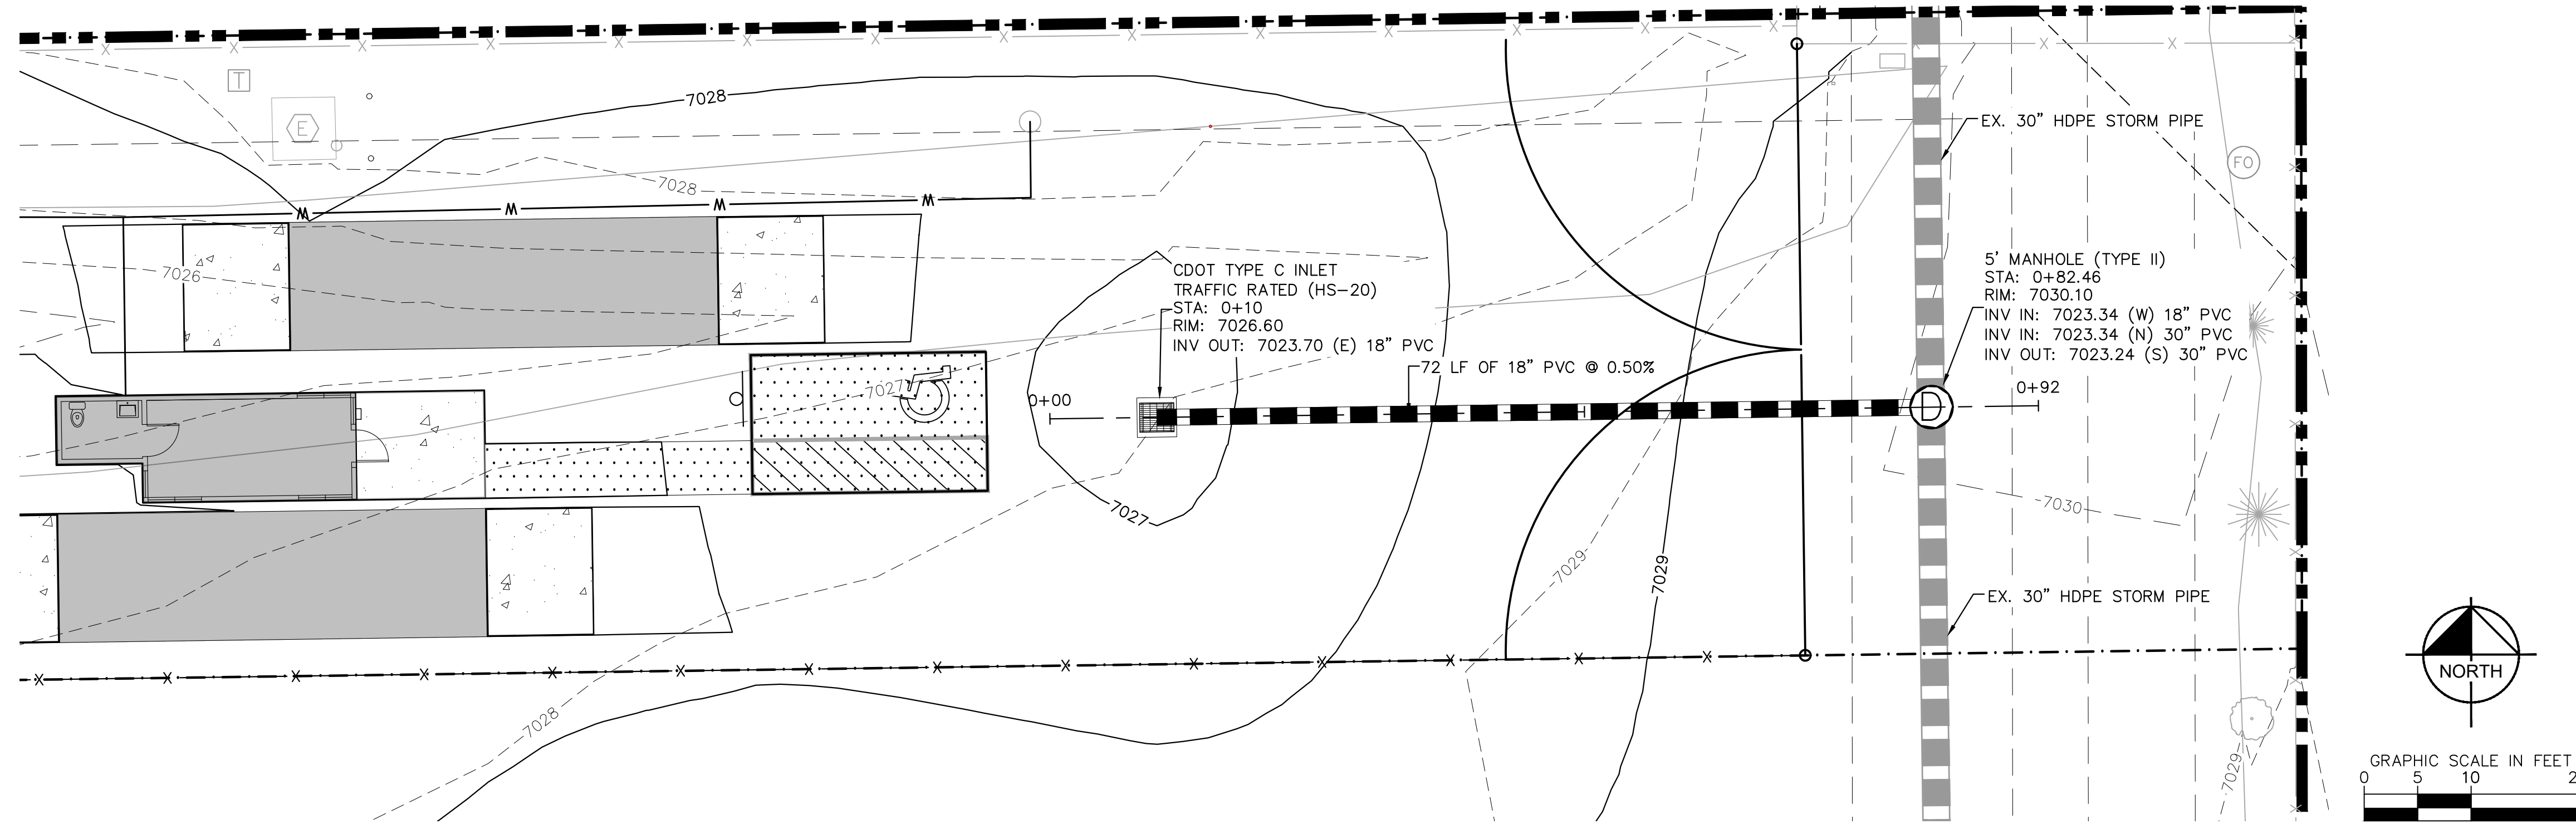 7028
T
E
EX. 30" HDPE STORM PIPE
FO
7028
7026
CDOT TYPE C INLET
TRAFFIC RATED (HS-20)
STA: 0+10
RIM: 7026.60
INV OUT: 7023.70 (E) 18" PVC
5' MANHOLE (TYPE II)
STA: 0+82.46
RIM: 7030.10
INV IN: 7023.34 (W) 18" PVC
INV IN: 7023.34 (N) 30" PVC
INV OUT: 7023.24 (S) 30" PVC
72 LF OF 18" PVC @ 0.50%
7027
0+00
D
0+92
7027
7030
7029
7029
EX. 30" HDPE STORM PIPE
NORTH
7028
7029
GRAPHIC SCALE IN FEET
0 5 10